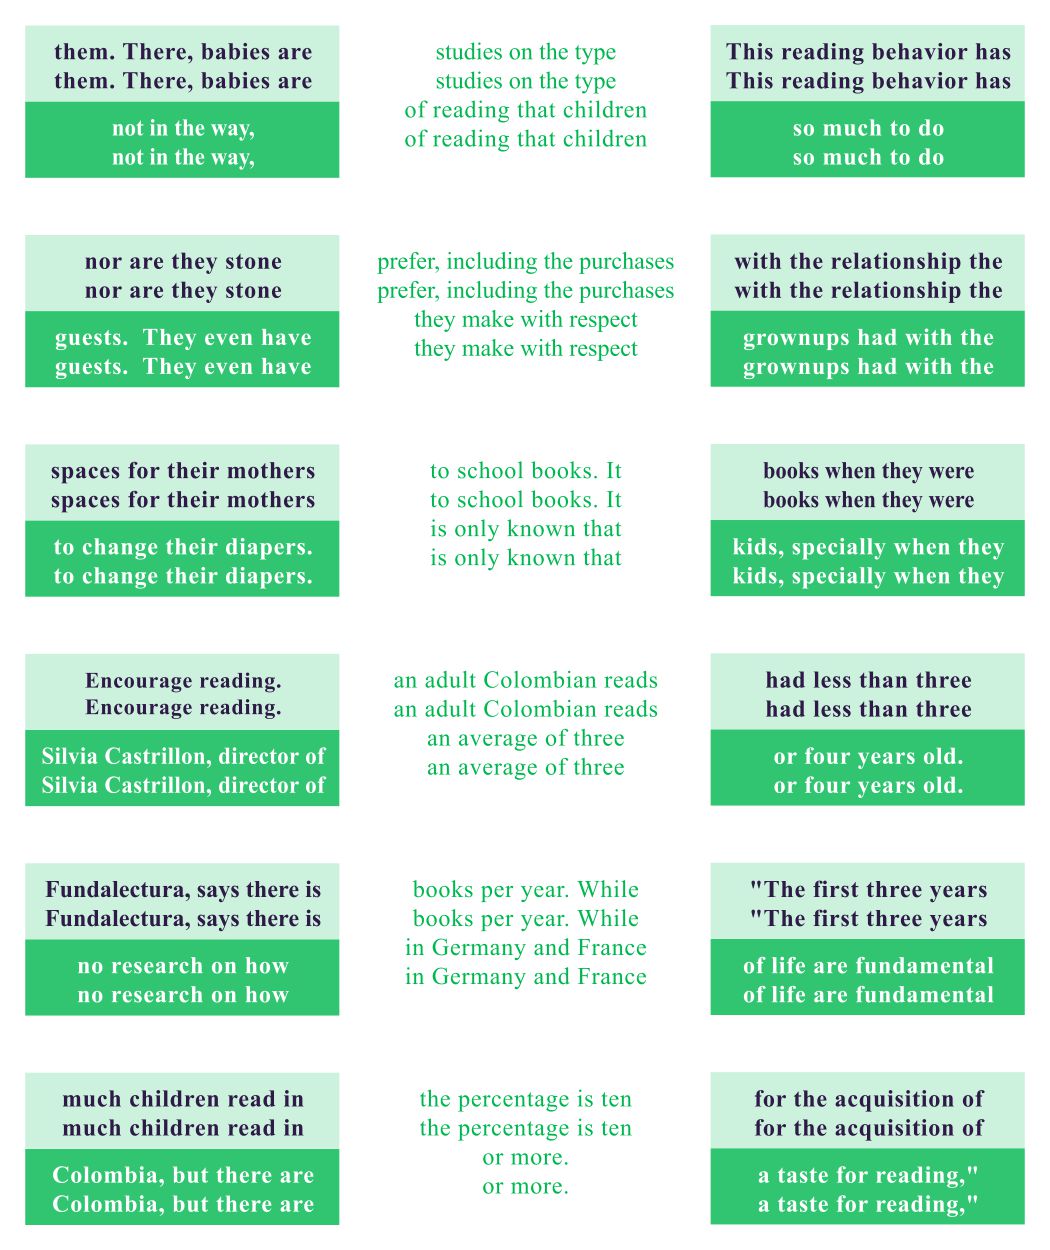 them. There, babies are
them. There, babies are
not in the way,
not in the way,
nor are they stone
nor are they stone
guests.  They even have
guests.  They even have
spaces for their mothers
spaces for their mothers
to change their diapers.
to change their diapers.
Encourage reading.
Encourage reading.
Silvia Castrillon, director of
Silvia Castrillon, director of
Fundalectura, says there is
Fundalectura, says there is
no research on how
no research on how
much children read in
much children read in
Colombia, but there are
Colombia, but there are
studies on the type
studies on the type
of reading that children
of reading that children
prefer, including the purchases
prefer, including the purchases
they make with respect
they make with respect
to school books. It
to school books. It
is only known that
is only known that
an adult Colombian reads
an adult Colombian reads
an average of three
an average of three
books per year. While
books per year. While
in Germany and France
in Germany and France
the percentage is ten
the percentage is ten
or more.
or more.
This reading behavior has
This reading behavior has
so much to do
so much to do
with the relationship the
with the relationship the
grownups had with the
grownups had with the
books when they were
books when they were
kids, specially when they
kids, specially when they
had less than three
had less than three
or four years old.
or four years old.
"The first three years
"The first three years
of life are fundamental
of life are fundamental
for the acquisition of
for the acquisition of
a taste for reading,"
a taste for reading,"